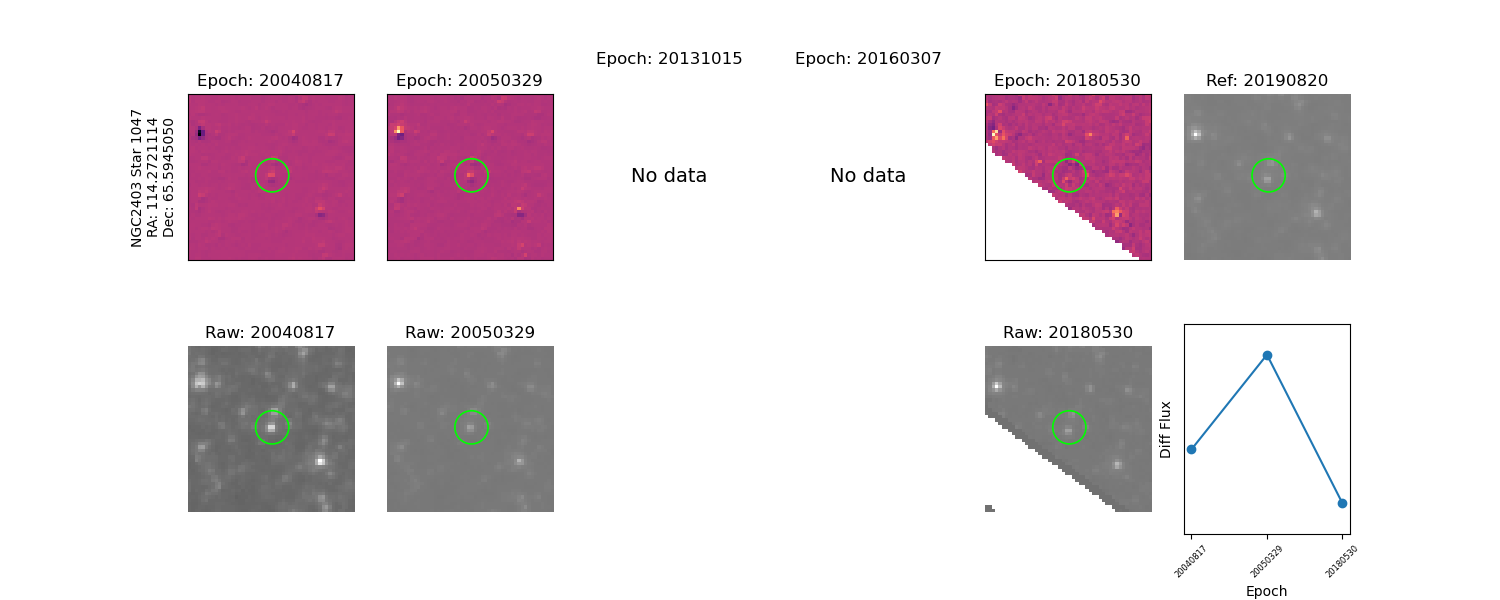 Epoch: 20040817
Epoch: 20050329
Epoch: 20131015
Epoch: 20160307
Epoch: 20180530
Ref: 20190820
NGC2403 Star 1047
RA: 114.2721114
Dec: 65.5945050
No data
No data
Raw: 20040817
Raw: 20050329
Raw: 20180530
Diff Flux
20040817
20050329
20180530
Epoch